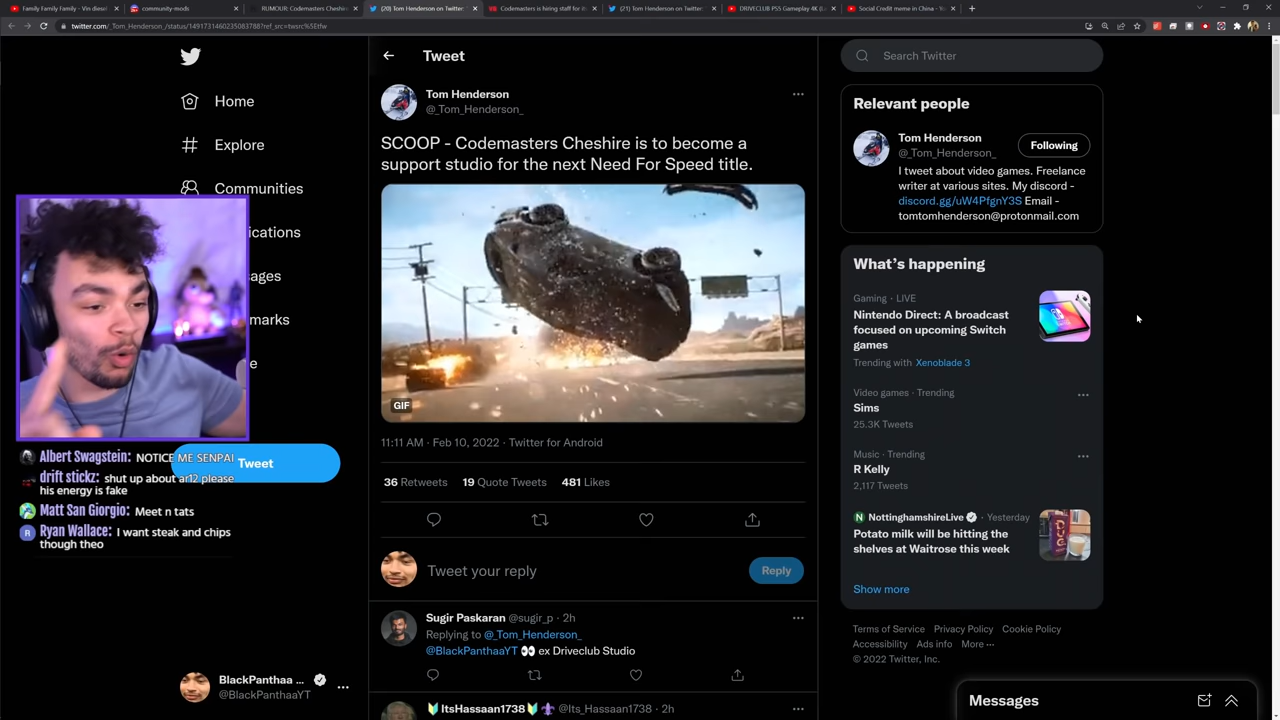 Family Family Family - Vin diese
community-mods
RUMOUR: Codemasters Cheshire
(20) Tom Henderson on Twitter:
Codemasters is hiring staff for th
(21) Tom Henderson on Twitter:
DRIVECLUB PS5 Gameplay 4K (L
Social Credit meme in China - Yo
twitter.com/_Tom_Henderson_/status/1491731460235083788?ref_src=twsrc%5Etfw
Home
Explore
Communities
ications
ages
marks
e
Tweet
Albert Swagstein: NOTICE ME SENPAI
drift stickz: shut up about ar12 please
his energy is fake
Matt San Giorgio: Meet n tats
Ryan Wallace: I want steak and chips
though theo
BlackPanthaa ...
@BlackPanthaaYT
Tweet
Tom Henderson
@_Tom_Henderson_
SCOOP - Codemasters Cheshire is to become a
support studio for the next Need For Speed title.
GIF
11:11 AM · Feb 10, 2022 · Twitter for Android
36 Retweets 19 Quote Tweets 481 Likes
Tweet your reply
Reply
Sugir Paskaran @sugir_p · 2h
Replying to @_Tom_Henderson_
@BlackPanthaaYT 👀 ex Driveclub Studio
ItsHassaan1738 @Its_Hassaan1738 · 2h
Search Twitter
Relevant people
Tom Henderson
@_Tom_Henderson_
Following
I tweet about video games. Freelance
writer at various sites. My discord -
discord.gg/uW4PfgnY3S Email -
tomtomhenderson@protonmail.com
What's happening
Gaming · LIVE
Nintendo Direct: A broadcast
focused on upcoming Switch
games
Trending with Xenoblade 3
Video games · Trending
Sims
25.3K Tweets
Music · Trending
R Kelly
2,117 Tweets
NottinghamshireLive · Yesterday
Potato milk will be hitting the
shelves at Waitrose this week
Show more
Terms of Service Privacy Policy Cookie Policy
Accessibility Ads info More ···
© 2022 Twitter, Inc.
Messages